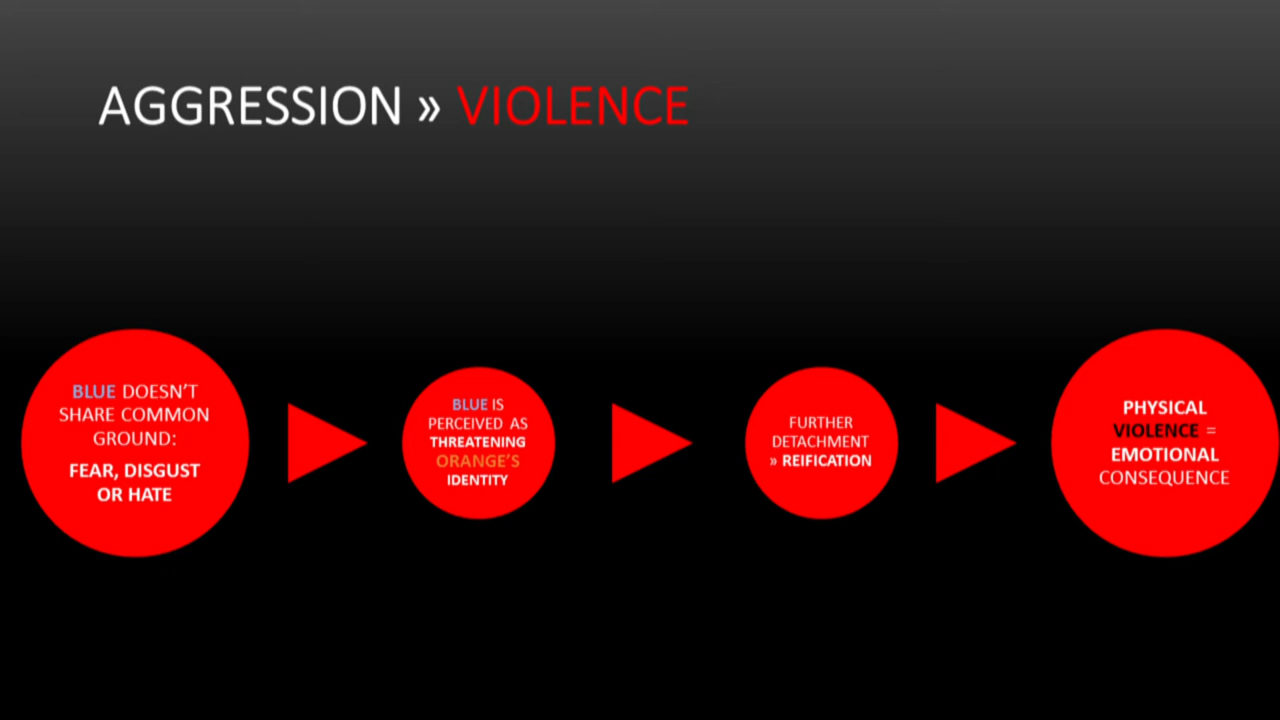 AGGRESSION » VIOLENCE
BLUE DOESN'T
SHARE COMMON
GROUND:
FEAR, DISGUST
OR HATE
BLUE IS
PERCEIVED AS
THREATENING
ORANGE'S
IDENTITY
FURTHER
DETACHMENT
» REIFICATION
PHYSICAL
VIOLENCE =
EMOTIONAL
CONSEQUENCE